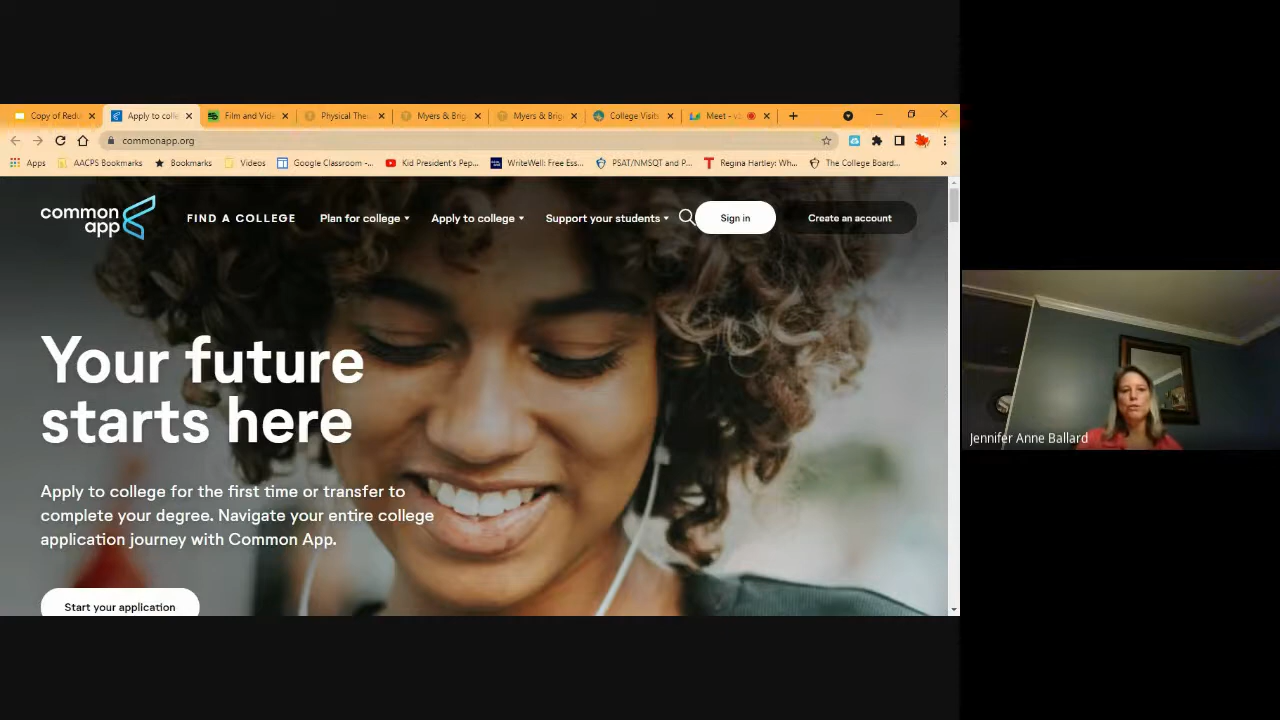 Copy of Redu
Apply to colle
Film and Vide
Physical The
Myers & Brig
Myers & Brig
College Visits
Meet - v
commonapp.org
Apps
AACPS Bookmarks
Bookmarks
Videos
Google Classroom -...
Kid President's Pep...
WriteWell: Free Ess...
PSAT/NMSQT and P...
Regina Hartley: Wh...
The College Board...
common
app
FIND A COLLEGE
Plan for college
Apply to college
Support your students
Sign in
Create an account
Your future
starts here
Apply to college for the first time or transfer to
complete your degree. Navigate your entire college
application journey with Common App.
Start your application
Jennifer Anne Ballard